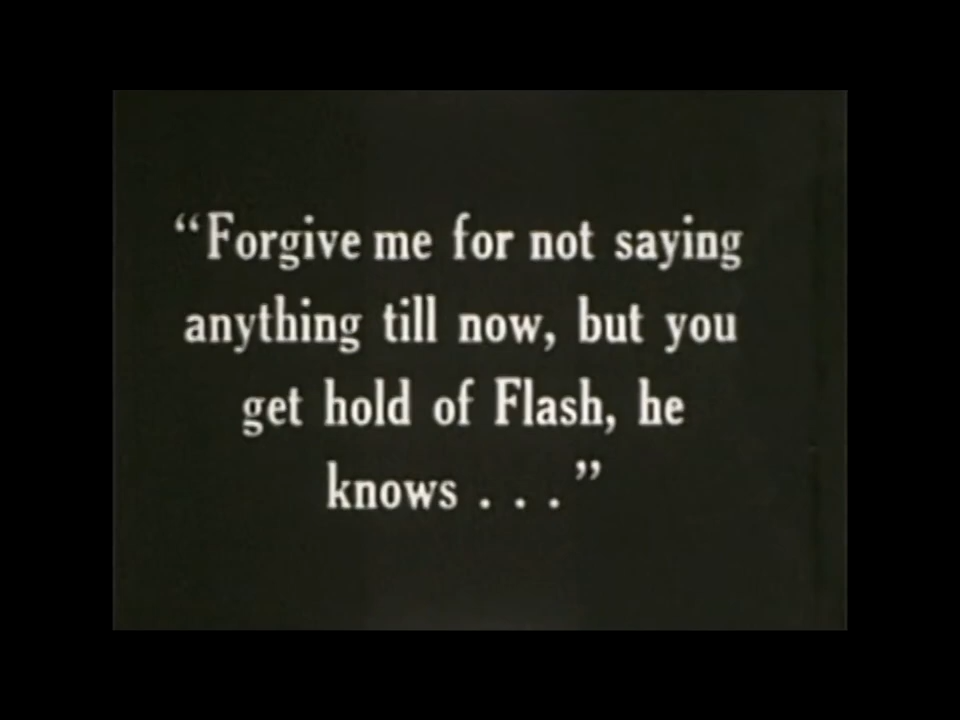 “Forgive me for not saying
anything till now, but you
get hold of Flash, he
knows . . .”